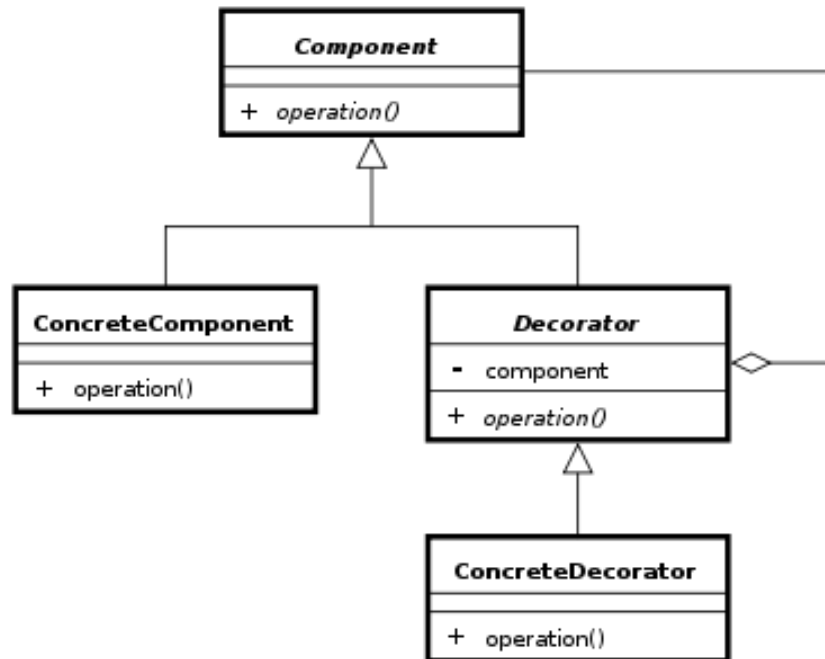 Component
+ operation()
ConcreteComponent
+ operation()
Decorator
- component
+ operation()
ConcreteDecorator
+ operation()